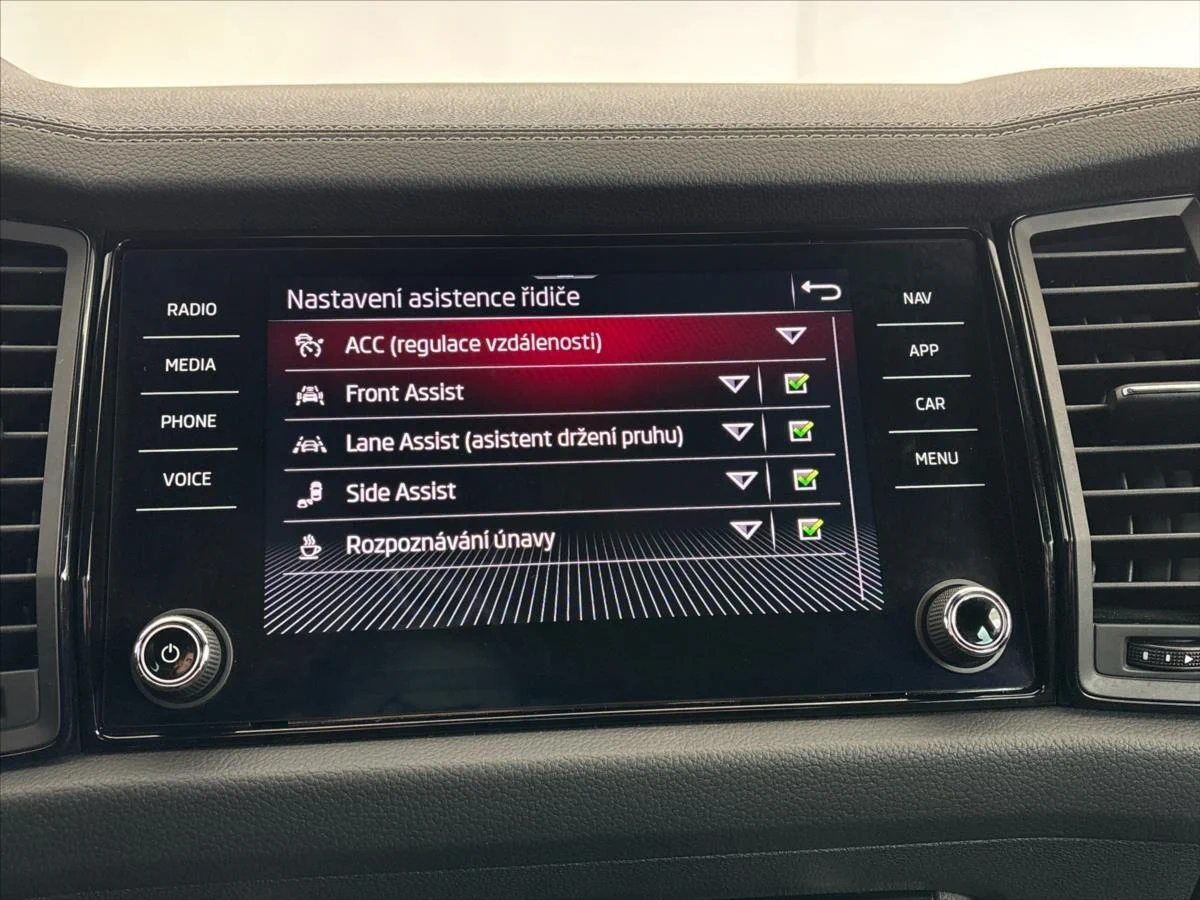 RADIO
MEDIA
PHONE
VOICE
Nastavení asistence řidiče
ACC (regulace vzdálenosti)
Front Assist
Lane Assist (asistent držení pruhu)
Side Assist
Rozpoznávání únavy
NAV
APP
CAR
MENU